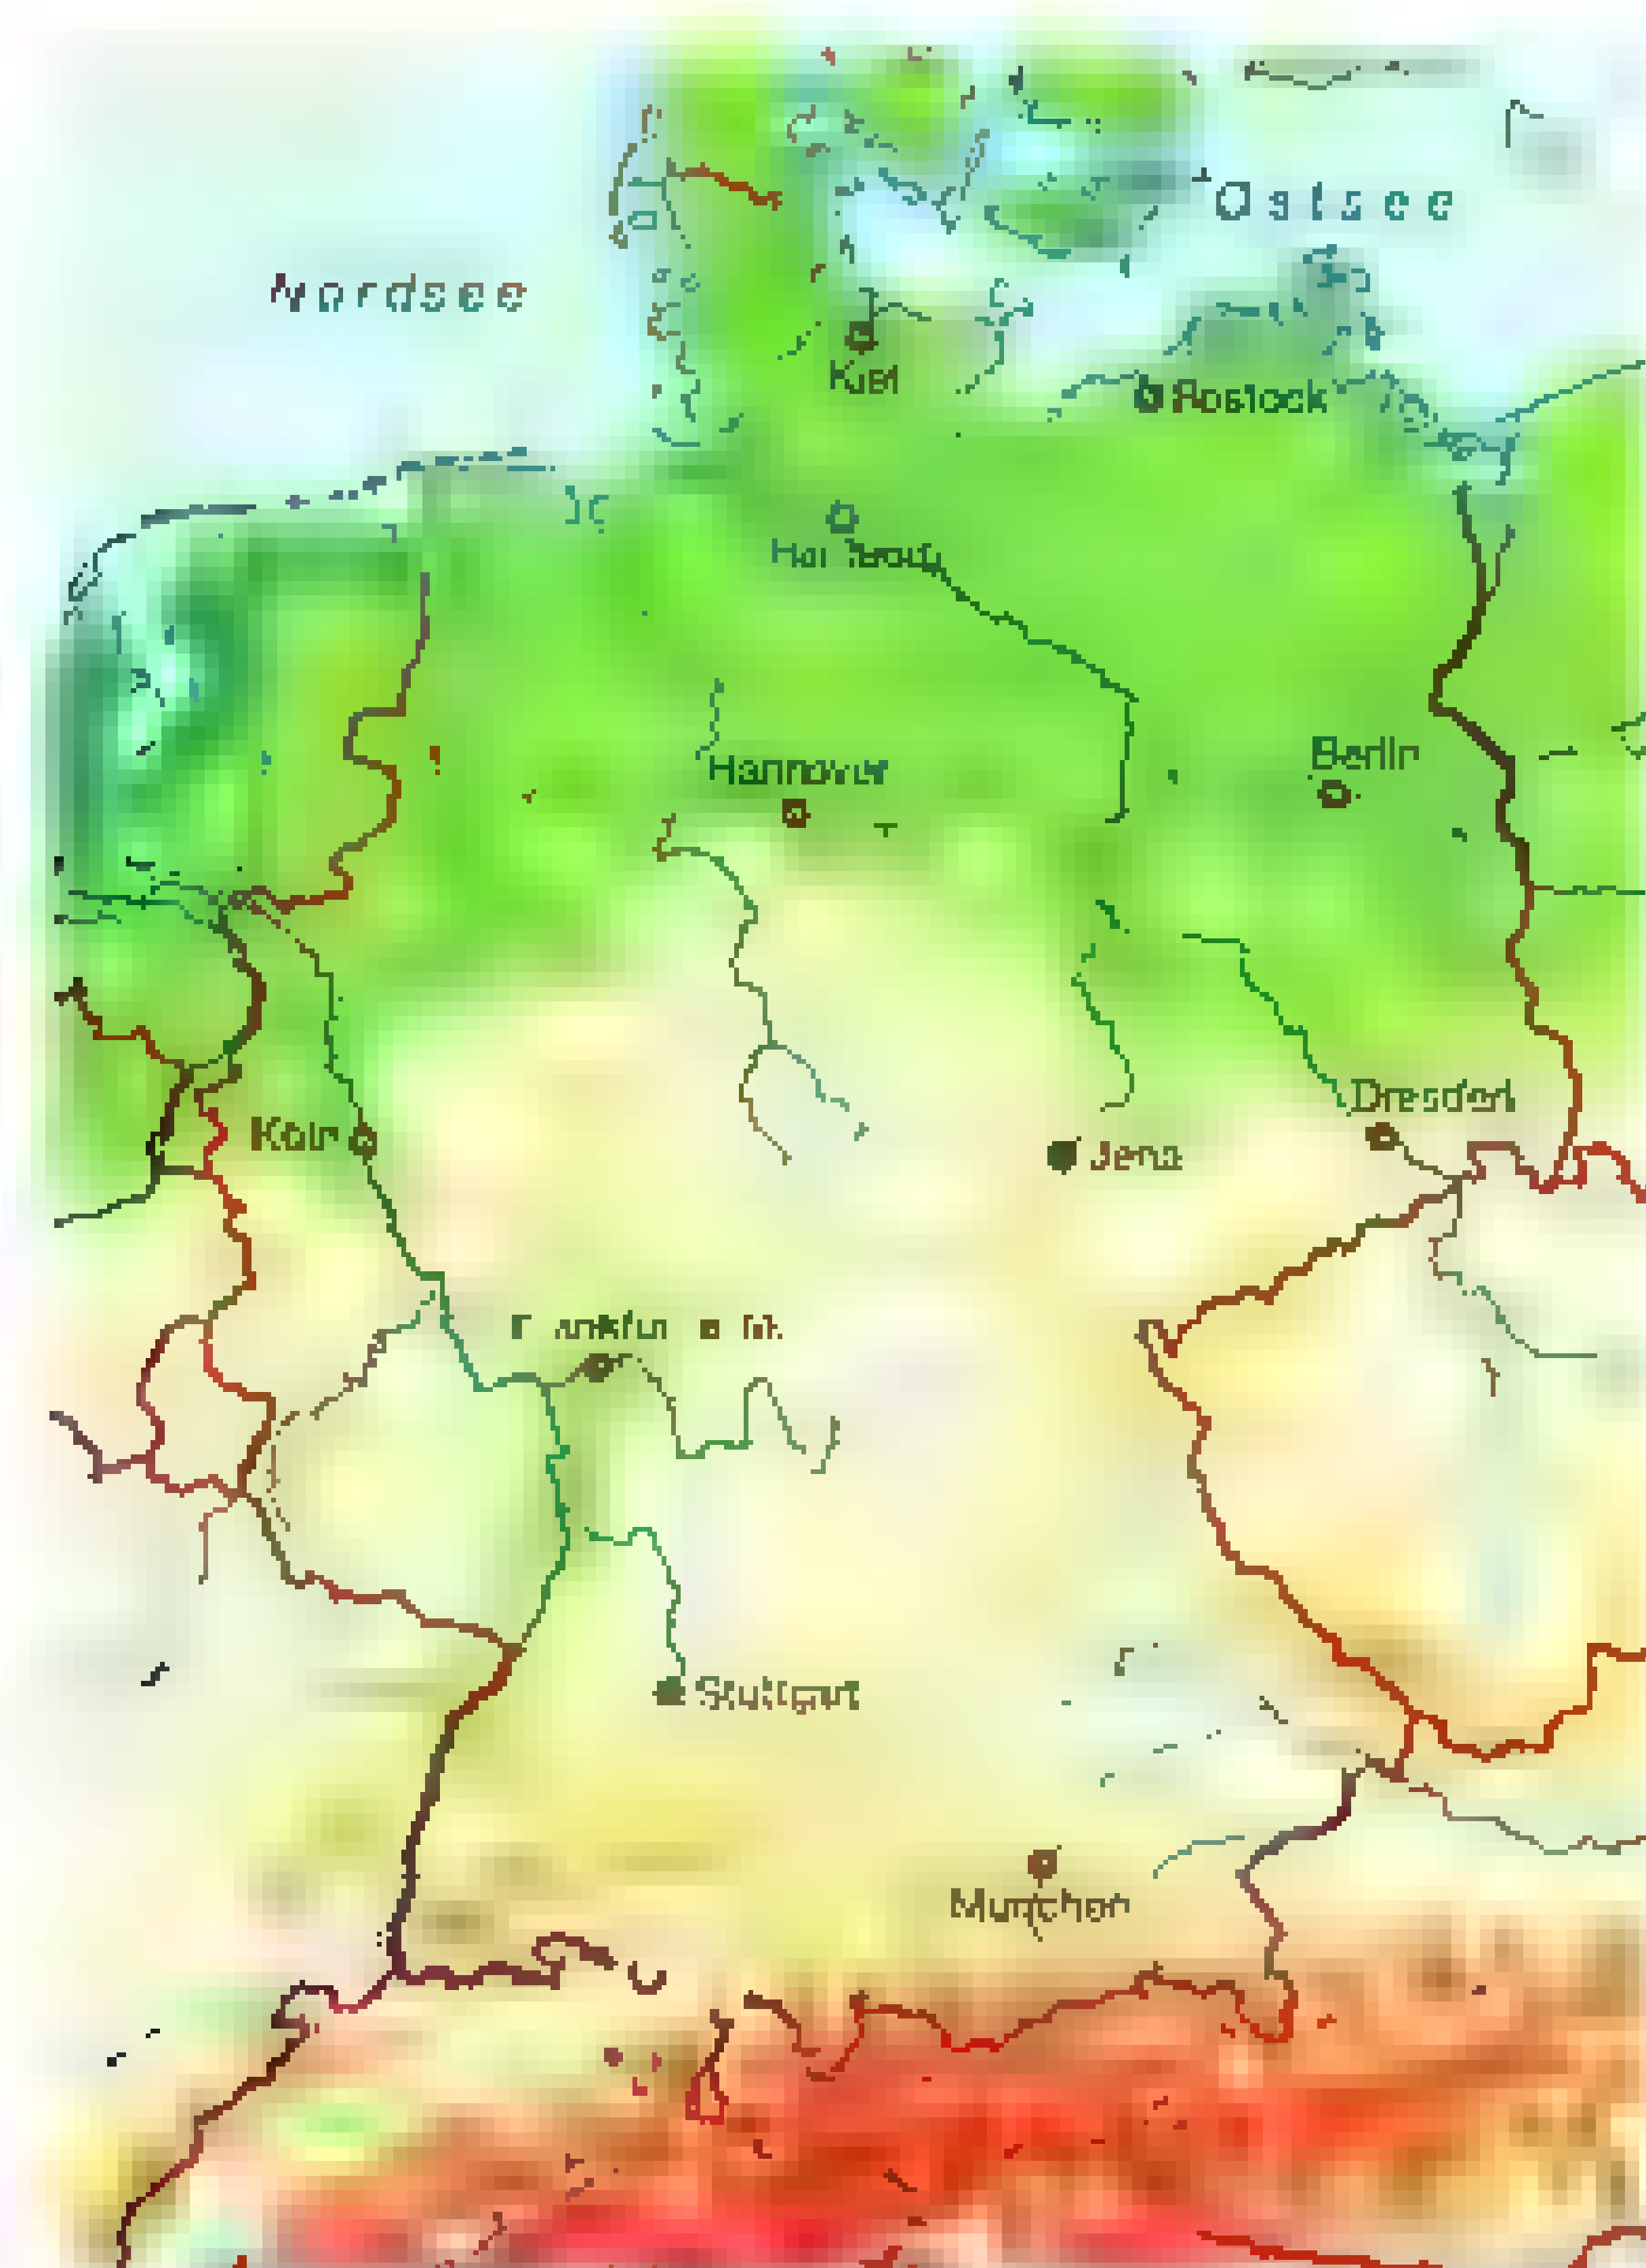 Ostsee
Nordsee
Kiel
Rostock
Berlin
Hannover
Dresden
Köln
Jena
Stuttgart
München